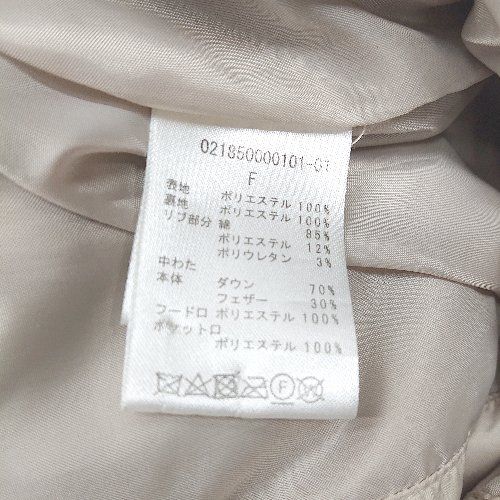 021850000101-01
F
表地 ポリエステル 100%
裏地 ポリエステル 100%
リブ部分 綿 85%
ポリエステル 12%
ポリウレタン 3%
中わた
本体 ダウン 70%
フェザー 30%
フード口 ポリエステル 100%
ポケット口
ポリエステル 100%
F W